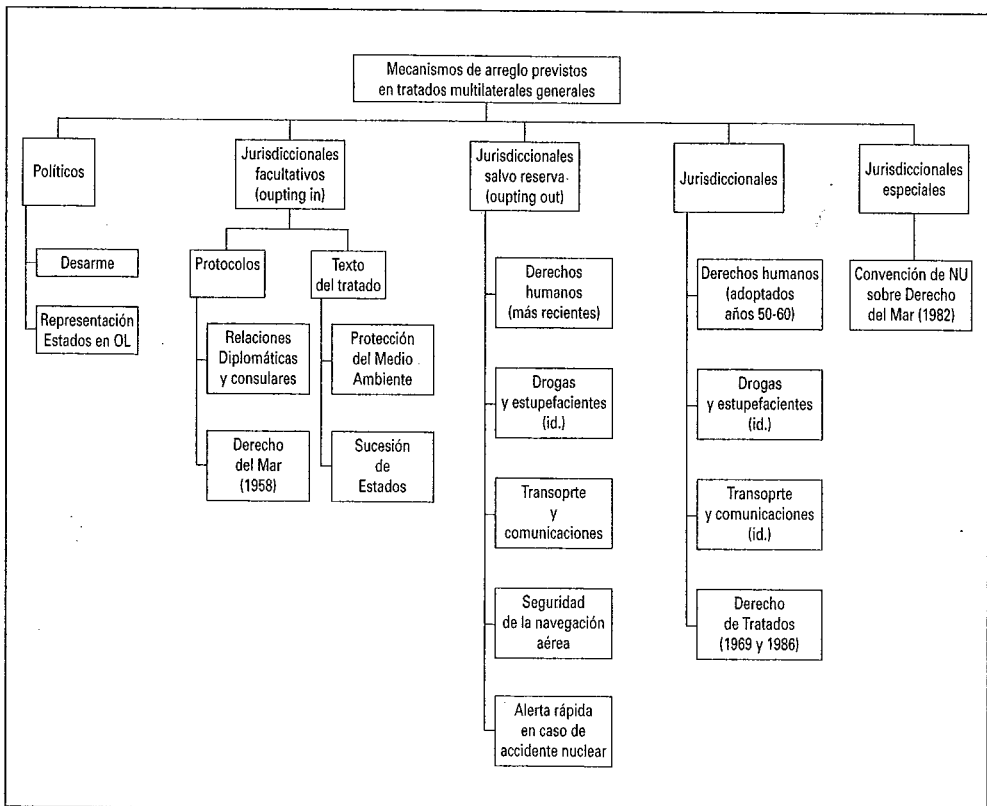 Mecanismos de arreglo previstos
en tratados multilaterales generales
Políticos
Desarme
Representación
Estados en OL
Jurisdiccionales
facultativos
(oupting in)
Protocolos
Relaciones
Diplomáticas
y consulares
Derecho
del Mar
(1958)
Texto
del tratado
Protección
del Medio
Ambiente
Sucesión
de
Estados
Jurisdiccionales
salvo reserva
(oupting out)
Derechos
humanos
(más recientes)
Drogas
y estupefacientes
(id.)
Transoprte
y
comunicaciones
Seguridad
de la navegación
aérea
Alerta rápida
en caso de
accidente nuclear
Jurisdiccionales
Derechos humanos
(adoptados
años 50-60)
Drogas
y estupefacientes
(id.)
Transoprte
y comunicaciones
(id.)
Derecho
de Tratados
(1969 y 1986)
Jurisdiccionales
especiales
Convención de NU
sobre Derecho
del Mar (1982)